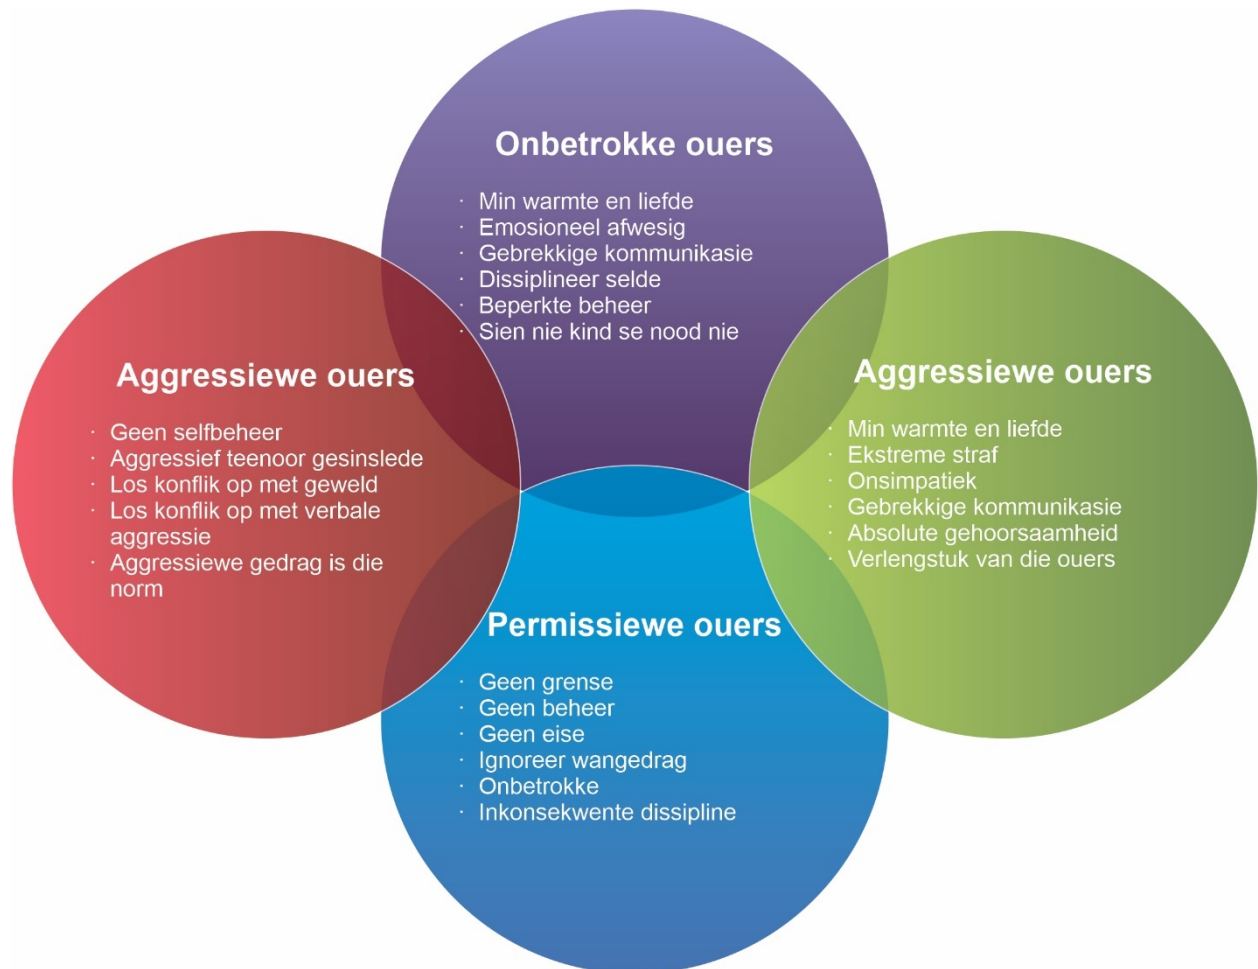 Onbetrokke ouers
· Min warmte en liefde
· Emosioneel afwesig
· Gebrekkige kommunikasie
· Dissiplineer selde
· Beperkte beheer
· Sien nie kind se nood nie
Aggressiewe ouers
· Geen selfbeheer
· Aggressief teenoor gesinslede
· Los konflik op met geweld
· Los konflik op met verbale
aggressie
· Aggressiewe gedrag is die
norm
Aggressiewe ouers
· Min warmte en liefde
· Ekstreme straf
· Onsimpatiek
· Gebrekkige kommunikasie
· Absolute gehoorsaamheid
· Verlengstuk van die ouers
Permissiewe ouers
· Geen grense
· Geen beheer
· Geen eise
· Ignoreer wangedrag
· Onbetrokke
· Inkonsekwente dissipline